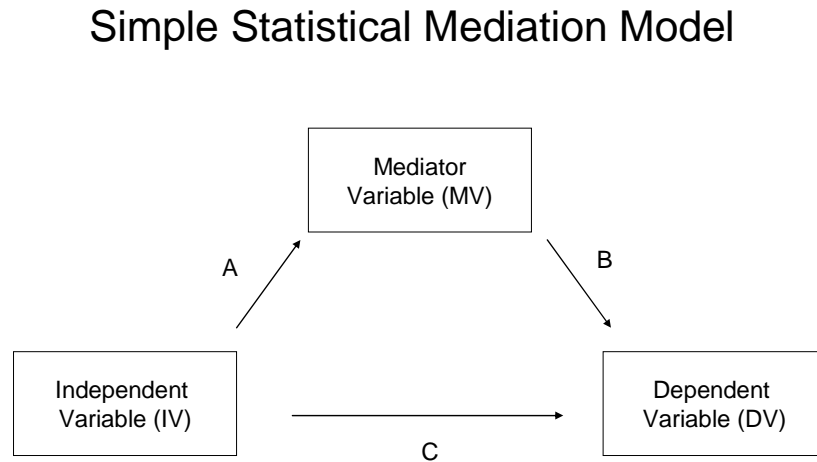 Simple Statistical Mediation Model
Mediator
Variable (MV)
A
B
Independent
Variable (IV)
Dependent
Variable (DV)
C